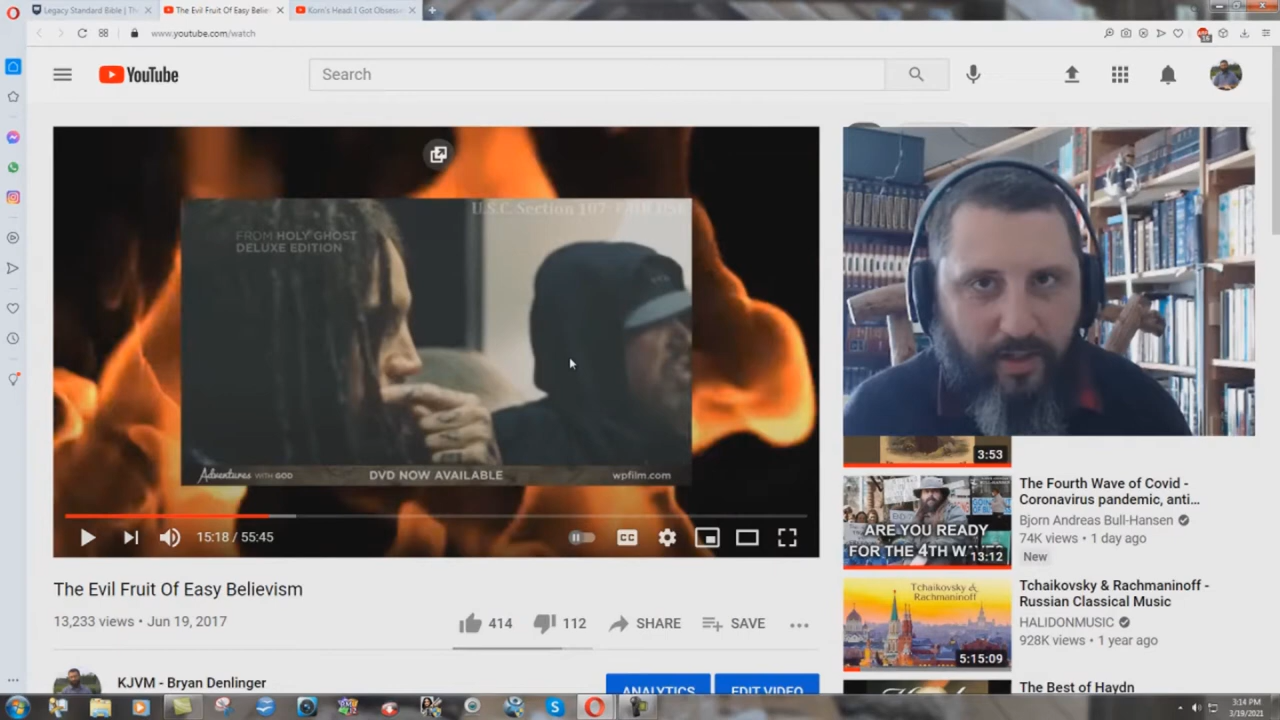 Legacy Standard Bible | Th
The Evil Fruit Of Easy Believ
Korn's Head: I Got Obsess
www.youtube.com/watch
YouTube
Search
U.S.C. Section 107
FROM HOLY GHOST
DELUXE EDITION
Adventures WITH GOD
DVD NOW AVAILABLE
wpfilm.com
15:18 / 55:45
CC
The Evil Fruit Of Easy Believism
13,233 views • Jun 19, 2017
414
112
SHARE
SAVE
KJVM - Bryan Denlinger
ANALYTICS
EDIT VIDEO
3:53
ARE YOU READY
FOR THE 4TH WAVE
13:12
The Fourth Wave of Covid -
Coronavirus pandemic, anti...
Bjorn Andreas Bull-Hansen
74K views • 1 day ago
New
Tchaikovsky &
Rachmaninoff
5:15:09
Tchaikovsky & Rachmaninoff -
Russian Classical Music
HALIDONMUSIC
928K views • 1 year ago
The Best of Haydn
3:14 PM
3/19/2021